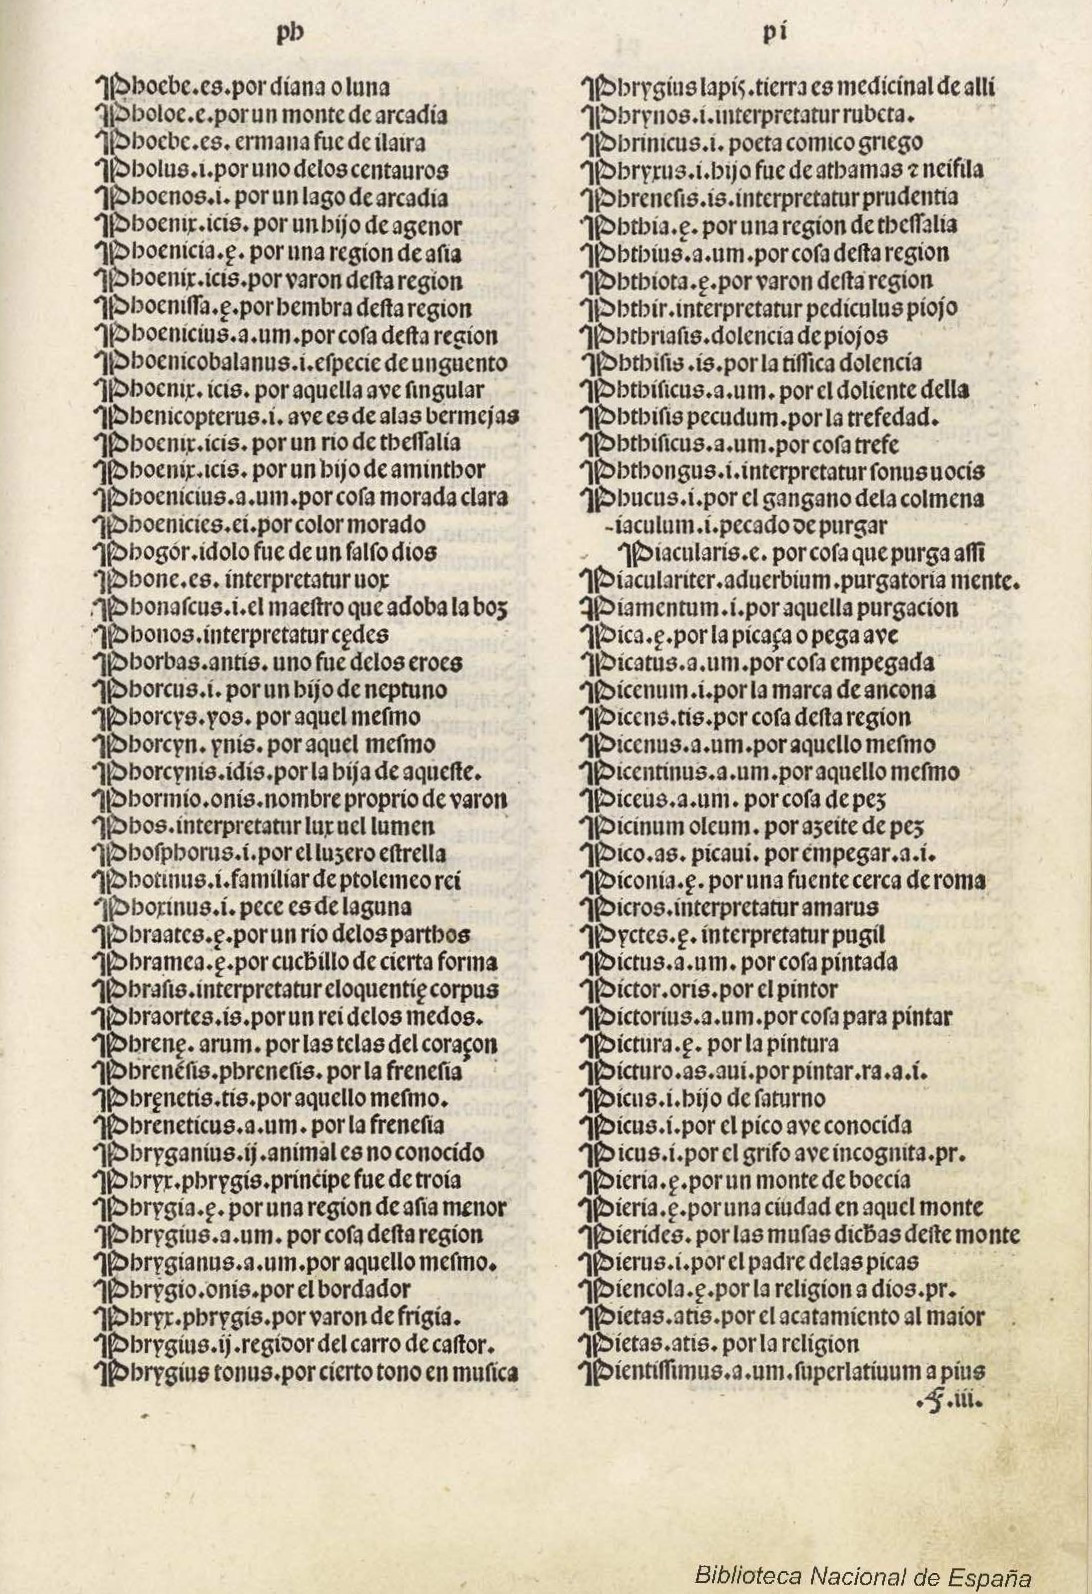 ph
¶Phoebe.es.por diana o luna
¶Pholoe.e.por un monte de arcadia
¶Phoebe.es. ermana fue de ilaira
¶Pholus.i.por uno delos centauros
¶Phoenos.i. por un lago de arcadia
¶Phoenix.icis. por un hijo de agenor
¶Phoenicia.ę. por una region de aſia
¶Phoenix.icis.por varon deſta region
¶Phoeniſſa.ę.por hembra deſta region
¶Phoenicius.a.um.por coſa deſta region
¶Phoenicobalanus.i.eſpecie de unguento
¶Phoenix.icis. por aquella ave ſingular
¶Phenicopterus.i. ave es de alas bermejas
¶Phoenix.icis. por un rio de theſſalia
¶Phoenix.icis. por un hijo de aminthor
¶Phoenicius.a.um.por coſa morada clara
¶Phoenicies.ei.por color morado
¶Phogor.idolo fue de un falſo dios
¶Phone.es. interpretatur uox
¶Phonaſcus.i.el maeſtro que adoba la boz
¶Phonos.interpretatur cędes
¶Phorbas.antis. uno fue delos eroes
¶Phorcus.i. por un hijo de neptuno
¶Phorcys.yos. por aquel meſmo
¶Phorcyn.ynis. por aquel meſmo
¶Phorcynis.idis.por la hija de aqueſte.
¶Phormio.onis.nombre proprio de varon
¶Phos.interpretatur lux uel lumen
¶Phoſphorus.i.por el luzero eſtrella
¶Photinus.i.familiar de ptolemeo rei
¶Phoxinus.i. pece es de laguna
¶Phraates.ę.por un rio delos parthos
¶Phramea.ę.por cuchillo de cierta forma
¶Phraſis.interpretatur eloquentię corpus
¶Phraortes.is.por un rei delos medos.
¶Phrenę. arum. por las telas del coraçon
¶Phrenéſis.phreneſis. por la freneſia
¶Phręnetis.tis.por aquello meſmo.
¶Phreneticus.a.um. por la freneſia
¶Phryganius.ij.animal es no conocido
¶Phryx.phrygis.principe fue de troia
¶Phrygia.ę. por una region de aſia menor
¶Phrygius.a.um. por coſa deſta region
¶Phrygianus.a.um.por aquello meſmo.
¶Phrygio.onis.por el bordador
¶Phryx.phrygis.por varon de frigia.
¶Phrygius.ij.regidor del carro de caſtor.
¶Phrygius tonus.por cierto tono en muſica
pi
¶Phrygius lapis.tierra es medicinal de alli
¶Phrynos.i.interpretatur rubeta.
¶Phrinicus.i. poeta comico griego
¶Phryxus.i.hijo fue de athamas ⁊ neifila
¶Phreneſis.is.interpretatur prudentia
¶Phthia.ę. por una region de theſſalia
¶Phthius.a.um.por coſa deſta region
¶Phthiota.ę.por varon deſta region
¶Phthir.interpretatur pediculus piojo
¶Phthriaſis.dolencia de piojos
¶Phthiſis.is.por la tiſſica dolencia
¶Phthiſicus.a.um. por el doliente della
¶Phthiſis pecudum.por la trefedad.
¶Phthiſicus.a.um.por coſa trefe
¶Phthongus.i.interpretatur ſonus uocis
¶Phucus.i.por el gangano dela colmena
-iaculum.i.pecado de purgar
¶Piacularis.e. por coſa que purga aſſi
¶Piaculariter.aduerbium.purgatoria mente.
¶Piamentum.i.por aquella purgacion
¶Pica.ę.por la picaça o pega ave
¶Picatus.a.um.por coſa empegada
¶Picenum.i.por la marca de ancona
¶Picens.tis.por coſa deſta region
¶Picenus.a.um.por aquello meſmo
¶Picentinus.a.um.por aquello meſmo
¶Piceus.a.um. por coſa de pez
¶Picinum oleum. por azeite de pez
¶Pico.as. picaui. por empegar.a.i.
¶Piconia.ę. por una fuente cerca de roma
¶Picros.interpretatur amarus
¶Pyctes.ę. interpretatur pugil
¶Pictus.a.um. por coſa pintada
¶Pictor.oris.por el pintor
¶Pictorius.a.um.por coſa para pintar
¶Pictura.ę. por la pintura
¶Picturo.as.aui.por pintar.ra.a.i.
¶Picus.i.hijo de ſaturno
¶Picus.i.por el pico ave conocida
¶Picus.i.por el grifo ave incognita.pr.
¶Pieria.ę.por un monte de boecia
¶Pieria.ę.por una ciudad en aquel monte
¶Pierides. por las muſas dichas deſte monte
¶Pierus.i.por el padre delas picas
¶Piencola.ę.por la religion a dios.pr.
¶Pietas.atis.por el acatamiento al maior
¶Pietas.atis. por la religion
¶Pientiſſimus.a.um.ſuperlatiuum a pius
.iii.
Biblioteca Nacional de España